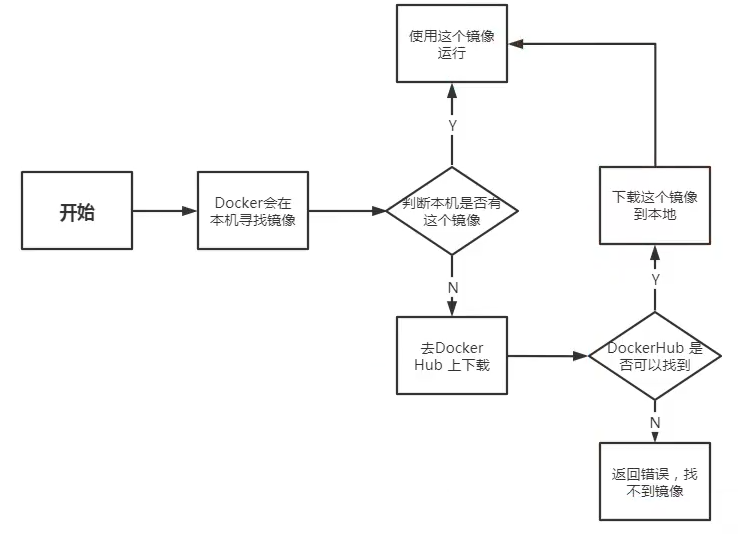 使用这个镜像
运行
Y
开始
Docker会在
本机寻找镜像
判断本机是否有
这个镜像
下载这个镜像
到本地
N
Y
去Docker
Hub 上下载
DockerHub 是
否可以找到
N
返回错误，找
不到镜像